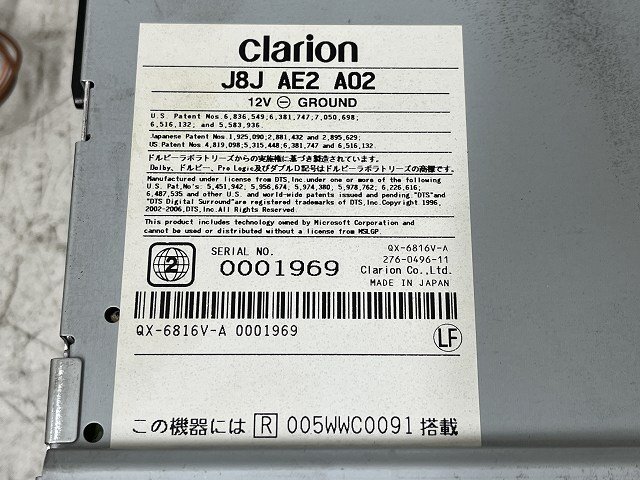 clarion
J8J AE2 A02
12V ⊖ GROUND
U.S. Patent Nos.6,836,549;6,381,747;7,050,698;
6,516,132; and 5,583,936.
Japanese Patent Nos.1,925,090;2,881,432 and 2,895,629;
US Patent Nos 4,819,098;5,315,448;6,381,747 and 6,516,132.
ドルビーラボラトリーズからの実施権に基づき製造されています。
Dolby、ドルビー、Pro Logic及びダブルD記号はドルビーラボラトリーズの商標です。
Manufactured under license from DTS,Inc.under one or more of the following
U.S. Pat,No's 5,451,942; 5,956,674; 5,974,380; 5,978,762; 6,226,616;
6,487,535 and other U.S. and world-wide patents issued and pending."DTS"and
"DTS Digital Surround"are registered trademarks of DTS,Inc.Copyright 1996,
2002-2006,DTS,Inc.All Rights Reserved.
This product includes technology owned by Microsoft Corporation and
cannot be used or distributed without a license from MSLGP.
2
SERIAL NO.
0001969
QX-6816V-A
276-0496-11
Clarion Co.,Ltd.
MADE IN JAPAN
QX-6816V-A 0001969
LF
この機器には R 005WWC0091 搭載